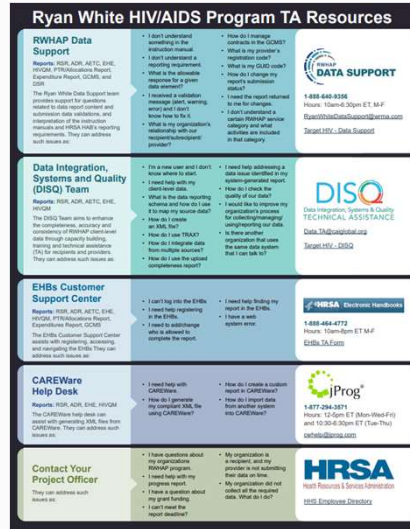 Ryan White HIV/AIDS Program TA Resources
RWHAP Data
Support
Reports: RSR, ADR, AETC, EHE,
HIVQM, PTR/Allocations Report,
Expenditure Report, GCMS, and
DSR
The Ryan White Data Support team
provides support for questions
related to data report content and
submission data validations, and
interpretation of the instruction
manuals and HRSA HAB's reporting
requirements. They can address
such issues as:
• I don't understand
something in the
instruction manual.
• I don't understand a
reporting requirement.
• What is the allowable
response for a given
data element?
• I received a validation
message (alert, warning,
error) and I don't
know how to fix it.
• What is my organization's
relationship with our
recipient/subrecipient/
provider?
• How do I manage
contracts in the GCMS?
• What is my provider's
registration code?
• What is my GUID code?
• How do I change my
report's submission
status?
• I need the report returned
to me for changes.
• I don't understand a
certain RWHAP service
category and what
activities are included
in that category.
RWHAP
DATA SUPPORT
1-888-640-9356
Hours: 10am-6:30pm ET, M-F
RyanWhiteDataSupport@wrma.com
Target HIV - Data Support
Data Integration,
Systems and Quality
(DISQ) Team
Reports: RSR, ADR, AETC, EHE,
HIVQM
The DISQ Team aims to enhance
the completeness, accuracy and
consistency of RWHAP client-level
data through capacity building,
training and technical assistance
(TA) for recipients and providers.
They can address such issues as:
• I'm a new user and I don't
know where to start.
• I need help with my
client-level data.
• What is the data reporting
schema and how do I use
it to map my source data?
• How do I create
an XML file?
• How do I use TRAX?
• How do I integrate data
from multiple sources?
• How do I use the upload
completeness report?
• I need help addressing a
data issue identified in my
system-generated report.
• How do I check the
quality of our data?
• I would like to improve my
organization's process
for collecting/managing/
using/reporting our data.
• Is there another
organization that uses
the same data system
that I can talk to?
DISQ
Data Integration, Systems & Quality
TECHNICAL ASSISTANCE
Data.TA@caiglobal.org
Target HIV - DISQ
EHBs Customer
Support Center
Reports: RSR, ADR, AETC, EHE,
HIVQM, PTR/Allocations Report,
Expenditures Report, GCMS
The EHBs Customer Support Center
assists with registering, accessing,
and navigating the EHBs They can
address such issues as:
• I can't log into the EHBs.
• I need help registering
in the EHBs.
• I need to add/change
who is allowed to
complete the report.
• I need help finding my
report in the EHBs.
• I have a web
system error.
HRSA Electronic Handbooks
1-888-464-4772
Hours: 10am-8pm ET M-F
EHBs TA Form
CAREWare
Help Desk
Reports: RSR, ADR, EHE, HIVQM
The CAREWare help desk can
assist with generating XML files from
CAREWare. They can address such
issues as:
• I need help with
CAREWare.
• How do I generate
my compliant XML file
using CAREWare?
• How do I create a custom
report in CAREWare?
• How do I import data
from another system
into CAREWare?
jProg
1-877-294-3571
Hours: 12-5pm ET (Mon-Wed-Fri)
and 10:30-6:30pm ET (Tue-Thu)
cwhelp@jprog.com
Contact Your
Project Officer
They can address such
issues as:
• I have questions about
my organizations
RWHAP program.
• I need help with my
progress report.
• I have a question about
my grant funding.
• I can't meet the
report deadline?
• My organization is
a recipient, and my
provider is not submitting
their data on time.
• My organization did
not collect all the
required data. What do I do?
HRSA
Health Resources & Services Administration
HHS Employee Directory